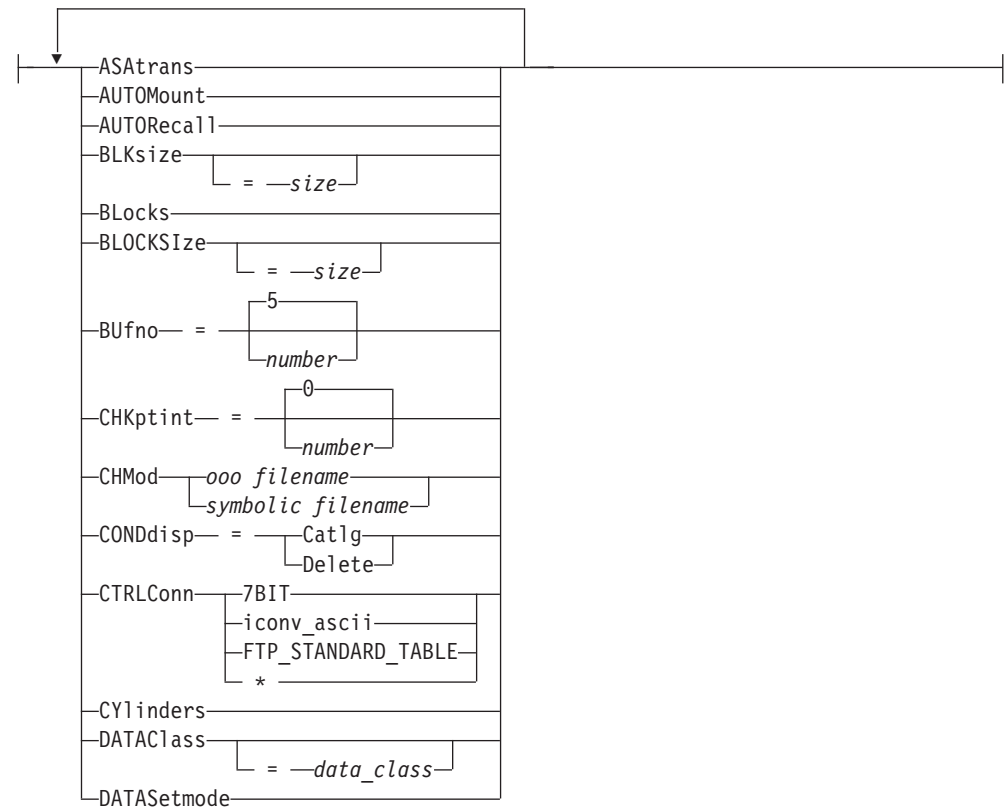 ASAtrans
AUTOMount
AUTORecall
BLKsize
= size
BLocks
BLOCKSIze
= size
5
BUfno =
number
0
CHKptint =
number
CHMod ooo filename
symbolic filename
CONDdisp = Catlg
Delete
CTRLConn 7BIT
iconv_ascii
FTP_STANDARD_TABLE
*
CYlinders
DATAClass
= data_class
DATASetmode